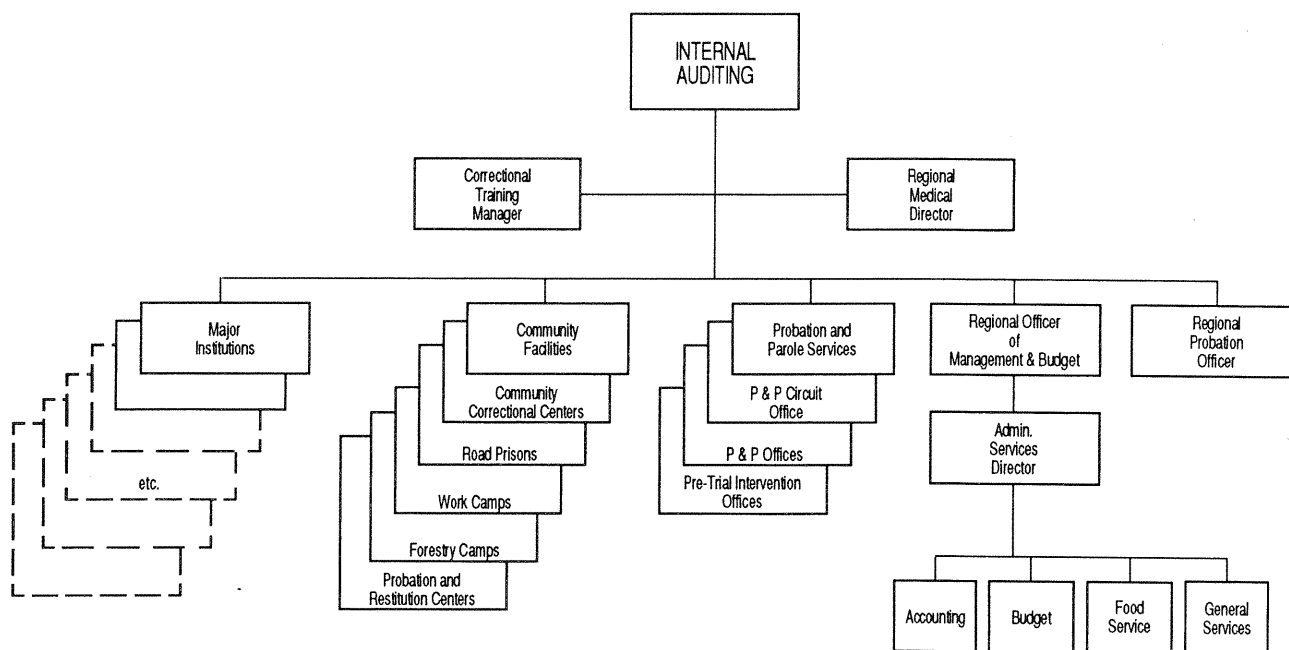 INTERNAL
AUDITING
Correctional
Training
Manager
Regional
Medical
Director
Major
Institutions
etc.
Community
Facilities
Community
Correctional Centers
Road Prisons
Work Camps
Forestry Camps
Probation and
Restitution Centers
Probation and
Parole Services
P & P Circuit
Office
P & P Offices
Pre-Trial Intervention
Offices
Regional Officer
of
Management & Budget
Admin.
Services
Director
Accounting
Budget
Food
Service
General
Services
Regional
Probation
Officer